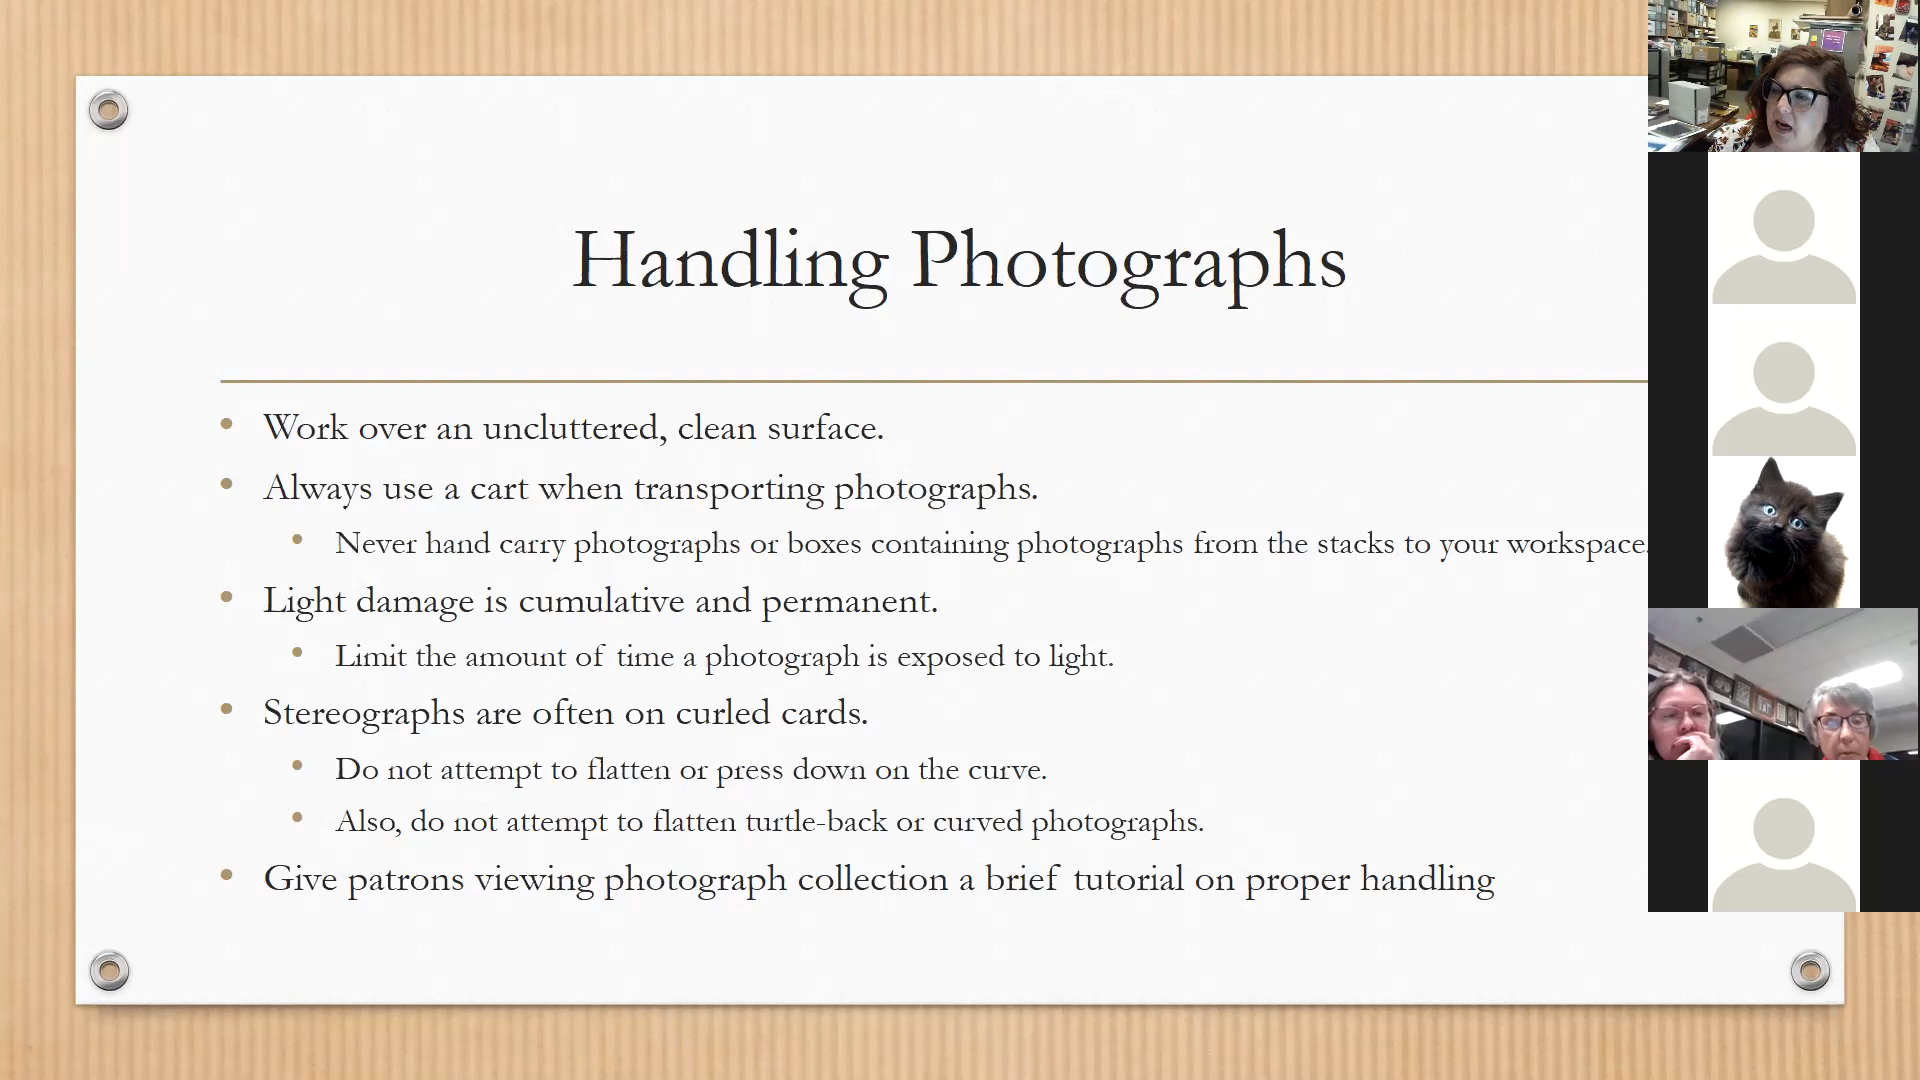 Handling Photographs
Work over an uncluttered, clean surface.
Always use a cart when transporting photographs.
Never hand carry photographs or boxes containing photographs from the stacks to your workspace.
Light damage is cumulative and permanent.
Limit the amount of time a photograph is exposed to light.
Stereographs are often on curled cards.
Do not attempt to flatten or press down on the curve.
Also, do not attempt to flatten turtle-back or curved photographs.
Give patrons viewing photograph collection a brief tutorial on proper handling